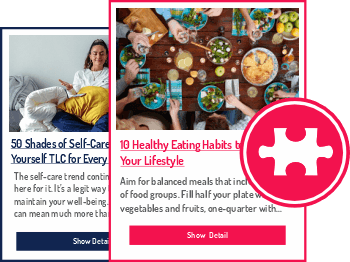 50 Shades of Self-Care
Yourself TLC for Every
The self-care trend contin
here for it. It's a legit way
maintain your well-being.
can mean much more tha
Show Detail
10 Healthy Eating Habits t
Your Lifestyle
Aim for balanced meals that inc
of food groups. Fill half your plate w
vegetables and fruits, one-quarter with...
Show Detail